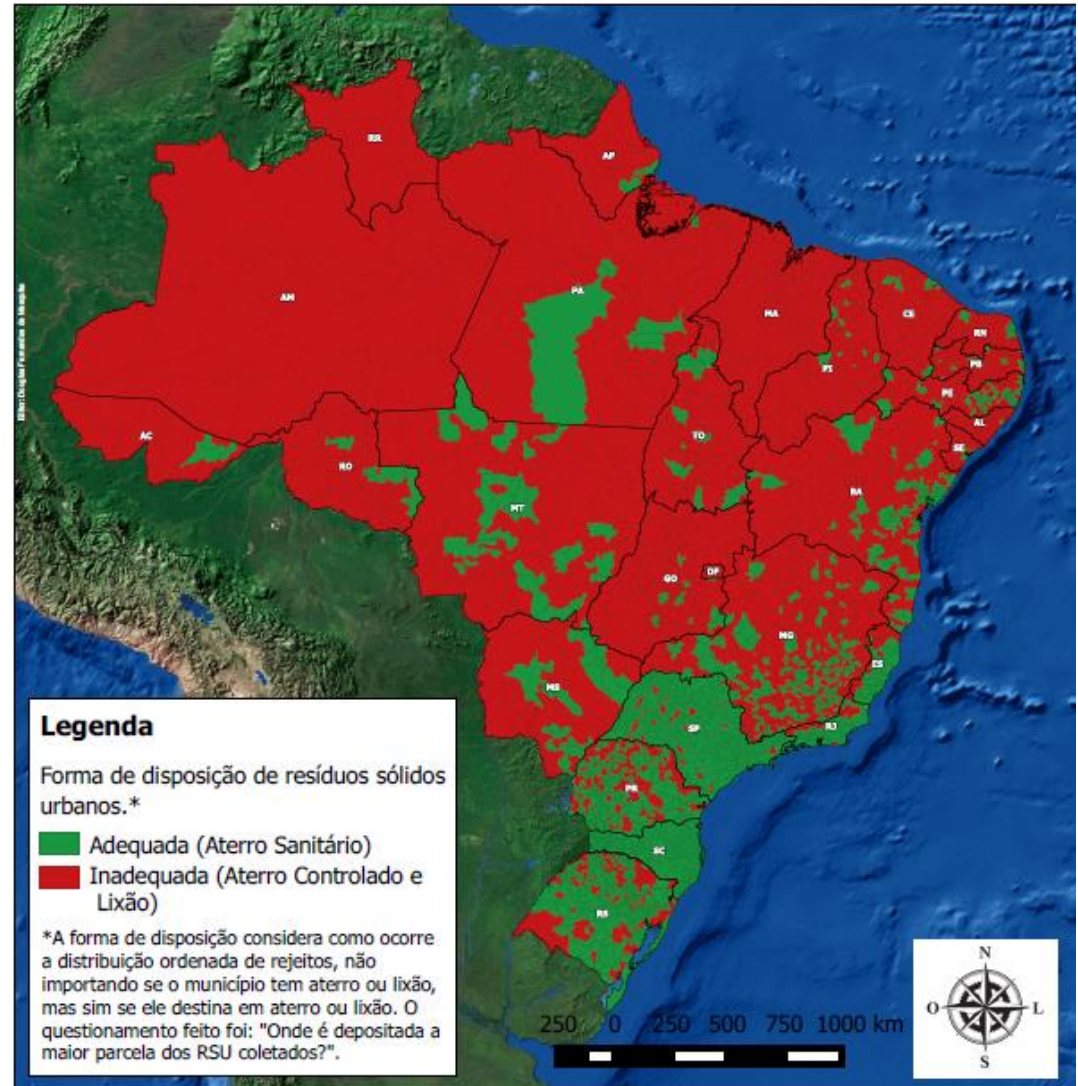 RR
AP
AM
PA
MA
CE
RN
PB
PI
PE
AL
SE
AC
TO
RO
BA
MT
GO
DF
MG
ES
MS
SP
RJ
PR
SC
RS
Legenda
Forma de disposição de resíduos sólidos
urbanos.*
Adequada (Aterro Sanitário)
Inadequada (Aterro Controlado e
Lixão)
*A forma de disposição considera como ocorre
a distribuição ordenada de rejeitos, não
importando se o município tem aterro ou lixão,
mas sim se ele destina em aterro ou lixão. O
questionamento feito foi: "Onde é depositada a
maior parcela dos RSU coletados?".
250 0 250 500 750 1000 km
N
O L
S